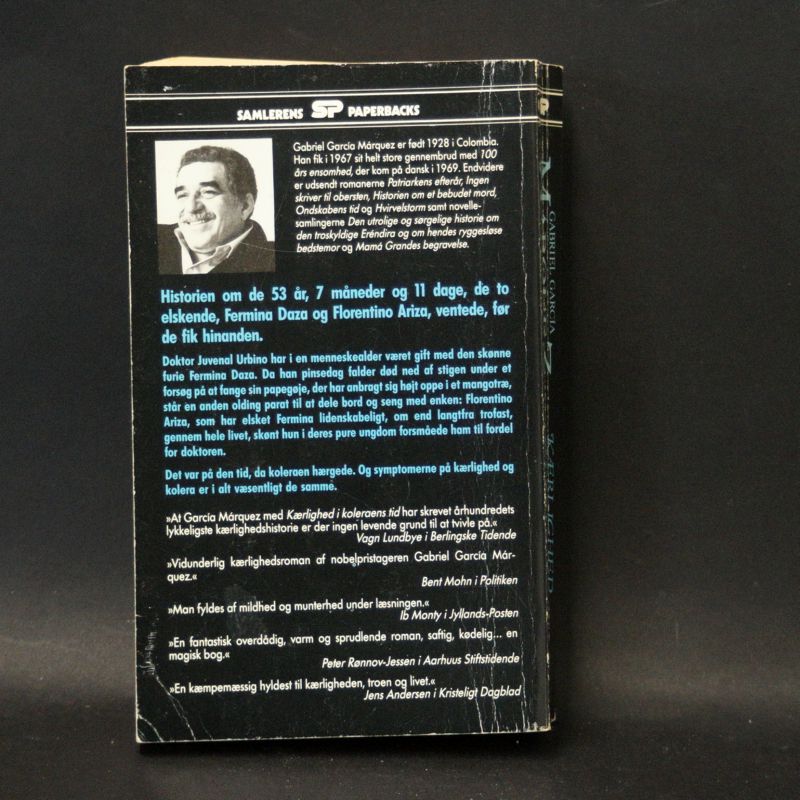 SAMLERENS SP PAPERBACKS
Gabriel García Márquez er født 1928 i Colombia.
Han fik i 1967 sit helt store gennembrud med 100
års ensomhed, der kom på dansk i 1969. Endvidere
er udsendt romanerne Patriarkens efterår, Ingen
skriver til obersten, Historien om et bebudet mord,
Ondskabens tid og Hvirvelstorm samt novelle-
samlingerne Den utrolige og sørgelige historie om
den troskyldige Eréndira og om hendes ryggesløse
bedstemor og Mamá Grandes begravelse.
Historien om de 53 år, 7 måneder og 11 dage, de to
elskende, Fermina Daza og Florentino Ariza, ventede, før
de fik hinanden.
Doktor Juvenal Urbino har i en menneskealder været gift med den skønne
furie Fermina Daza. Da han pinsedag falder død ned af stigen under et
forsøg på at fange sin papegøje, der har anbragt sig højt oppe i et mangotræ,
står en anden olding parat til at dele bord og seng med enken: Florentino
Ariza, som har elsket Fermina lidenskabeligt, om end langtfra trofast,
gennem hele livet, skønt hun i deres pure ungdom forsmåede ham til fordel
for doktoren.
Det var på den tid, da koleraen hærgede. Og symptomerne på kærlighed og
kolera er i alt væsentligt de samme.
»At García Márquez med Kærlighed i koleraens tid har skrevet århundredets
lykkeligste kærlighedshistorie er der ingen levende grund til at tvivle på.«
Vagn Lundbye i Berlingske Tidende
»Vidunderlig kærlighedsroman af nobelpristageren Gabriel García Már-
quez.«
Bent Mohn i Politiken
»Man fyldes af mildhed og munterhed under læsningen.«
Ib Monty i Jyllands-Posten
»En fantastisk overdådig, varm og sprudlende roman, saftig, kødelig... en
magisk bog.«
Peter Rønnov-Jessen i Aarhuus Stiftstidende
»En kæmpemæssig hyldest til kærligheden, troen og livet.«
Jens Andersen i Kristeligt Dagblad
SP
GABRIEL GARCÍA
KÆRLIGHED